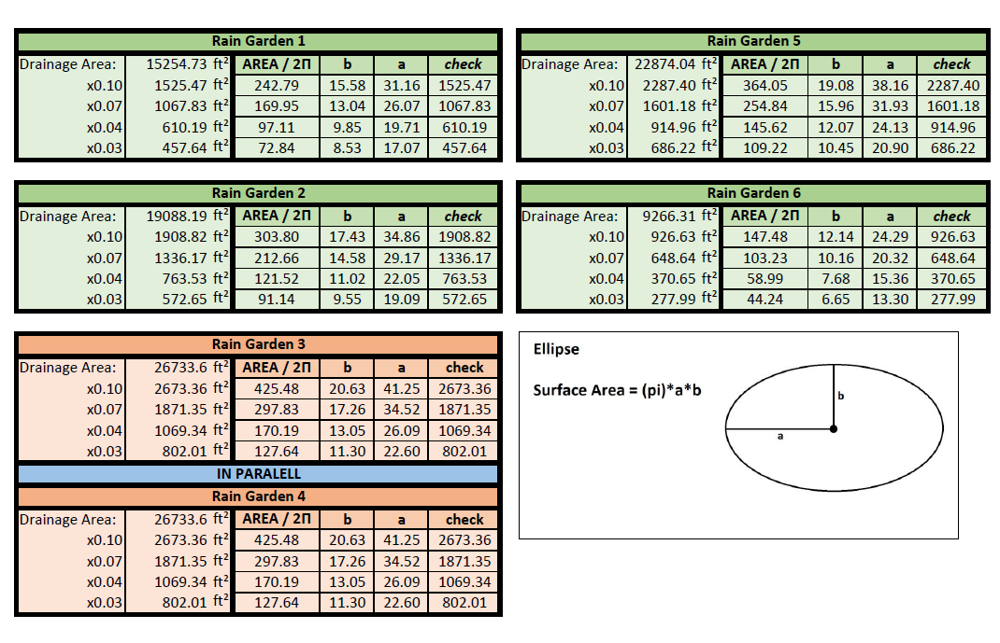 Rain Garden 1
Drainage Area: 15254.73 ft² AREA / 2Π b a check
x0.10 1525.47 ft² 242.79 15.58 31.16 1525.47
x0.07 1067.83 ft² 169.95 13.04 26.07 1067.83
x0.04 610.19 ft² 97.11 9.85 19.71 610.19
x0.03 457.64 ft² 72.84 8.53 17.07 457.64
Rain Garden 5
Drainage Area: 22874.04 ft² AREA / 2Π b a check
x0.10 2287.40 ft² 364.05 19.08 38.16 2287.40
x0.07 1601.18 ft² 254.84 15.96 31.93 1601.18
x0.04 914.96 ft² 145.62 12.07 24.13 914.96
x0.03 686.22 ft² 109.22 10.45 20.90 686.22
Rain Garden 2
Drainage Area: 19088.19 ft² AREA / 2Π b a check
x0.10 1908.82 ft² 303.80 17.43 34.86 1908.82
x0.07 1336.17 ft² 212.66 14.58 29.17 1336.17
x0.04 763.53 ft² 121.52 11.02 22.05 763.53
x0.03 572.65 ft² 91.14 9.55 19.09 572.65
Rain Garden 6
Drainage Area: 9266.31 ft² AREA / 2Π b a check
x0.10 926.63 ft² 147.48 12.14 24.29 926.63
x0.07 648.64 ft² 103.23 10.16 20.32 648.64
x0.04 370.65 ft² 58.99 7.68 15.36 370.65
x0.03 277.99 ft² 44.24 6.65 13.30 277.99
Rain Garden 3
Drainage Area: 26733.6 ft² AREA / 2Π b a check
x0.10 2673.36 ft² 425.48 20.63 41.25 2673.36
x0.07 1871.35 ft² 297.83 17.26 34.52 1871.35
x0.04 1069.34 ft² 170.19 13.05 26.09 1069.34
x0.03 802.01 ft² 127.64 11.30 22.60 802.01
IN PARALELL
Rain Garden 4
Drainage Area: 26733.6 ft² AREA / 2Π b a check
x0.10 2673.36 ft² 425.48 20.63 41.25 2673.36
x0.07 1871.35 ft² 297.83 17.26 34.52 1871.35
x0.04 1069.34 ft² 170.19 13.05 26.09 1069.34
x0.03 802.01 ft² 127.64 11.30 22.60 802.01
Ellipse
Surface Area = (pi)*a*b
b
a